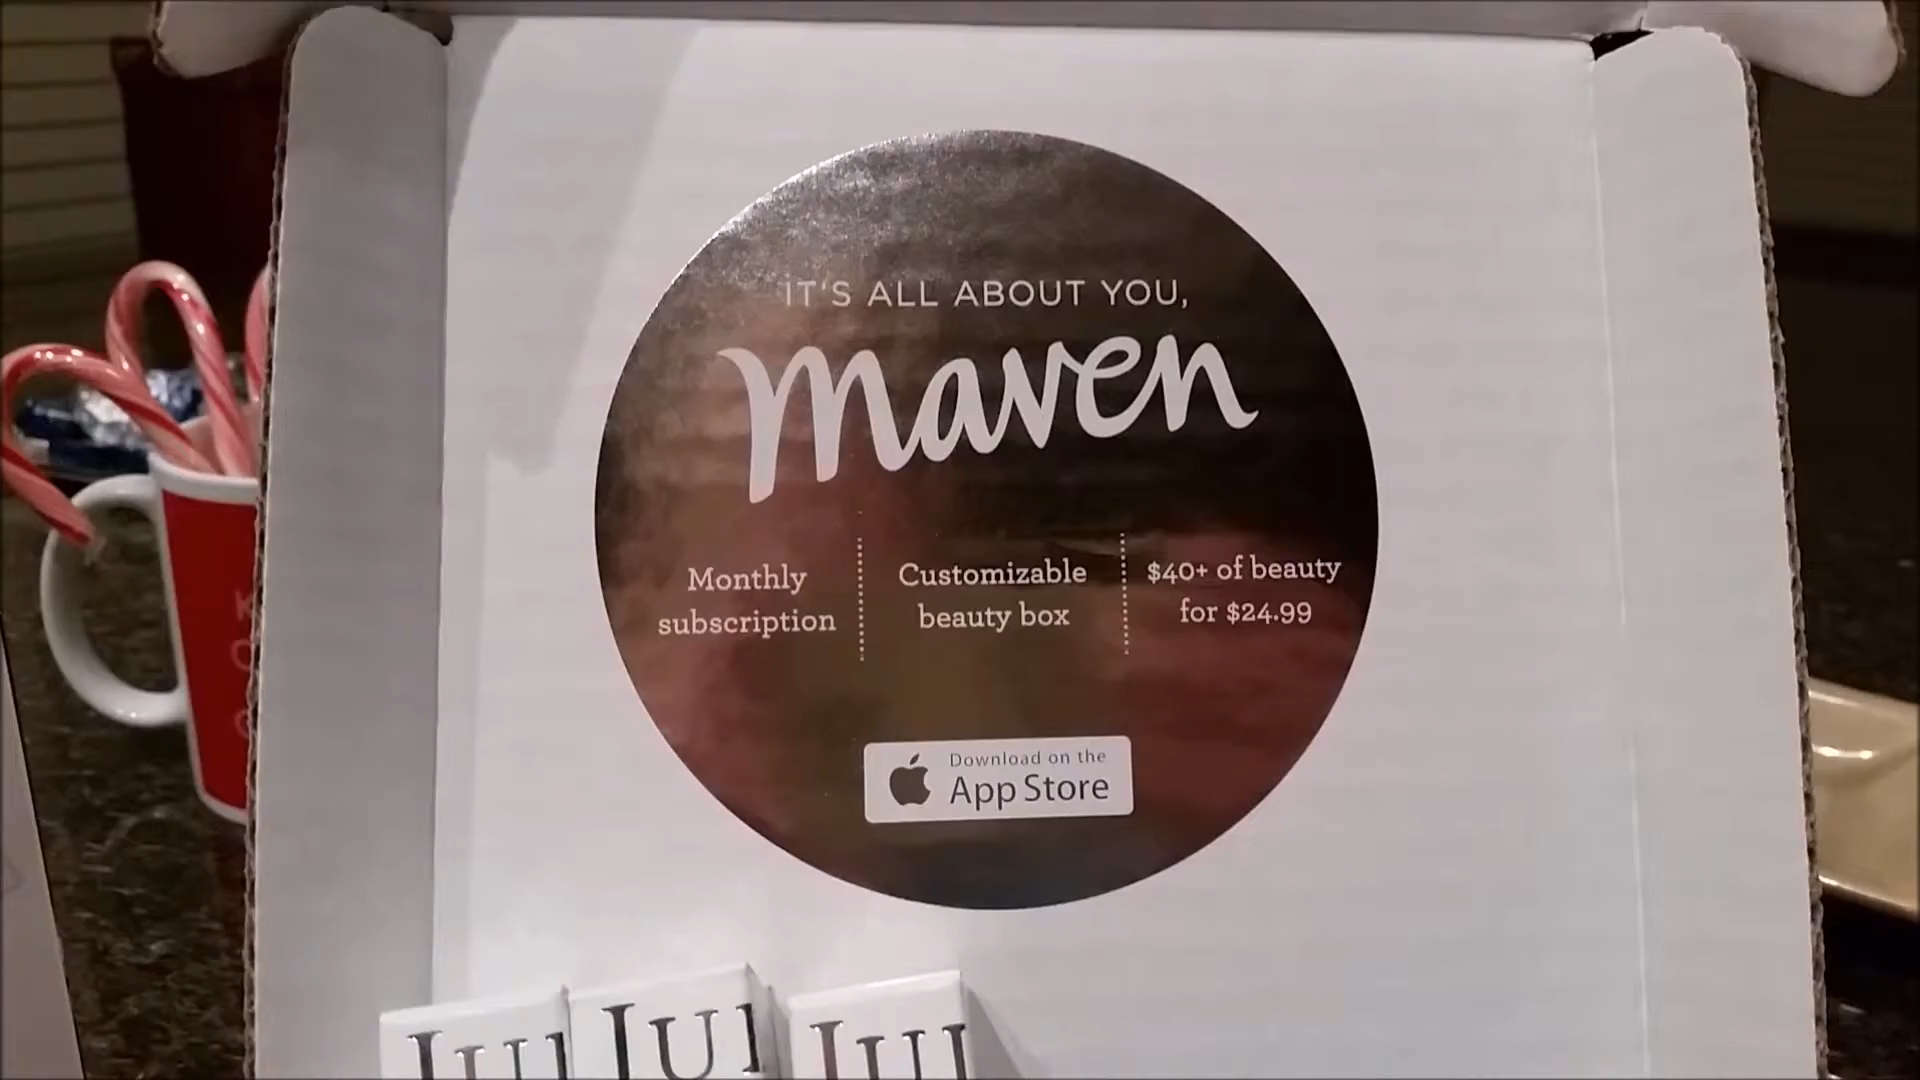 IT'S ALL ABOUT YOU,
maven
Monthly
subscription
Customizable
beauty box
$40+ of beauty
for $24.99
Download on the
App Store